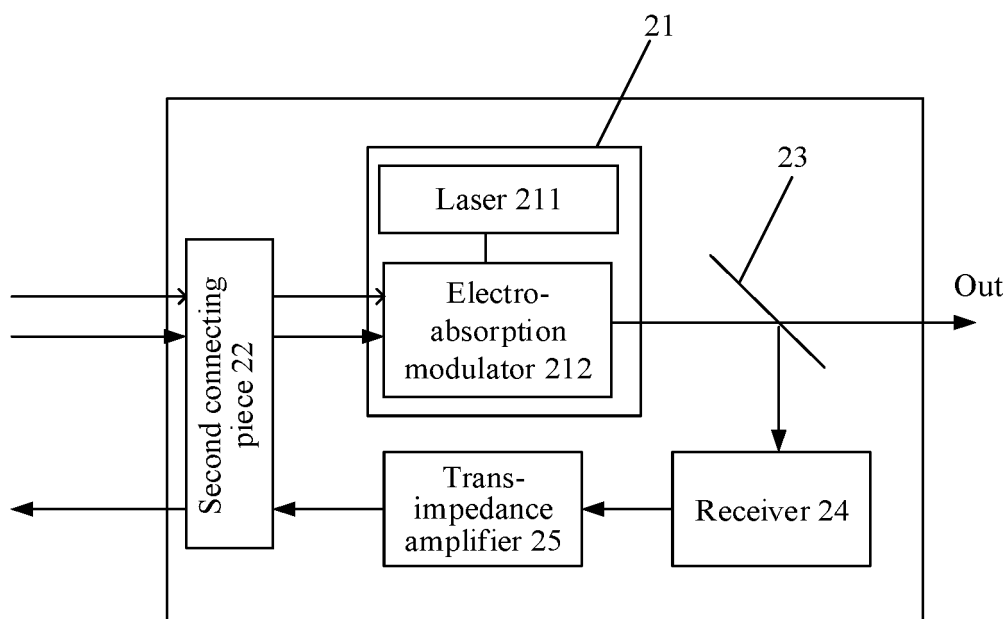 21
23
Laser 211
Electro-
absorption
modulator 212
Out
Second connecting
piece 22
Trans-
impedance
amplifier 25
Receiver 24